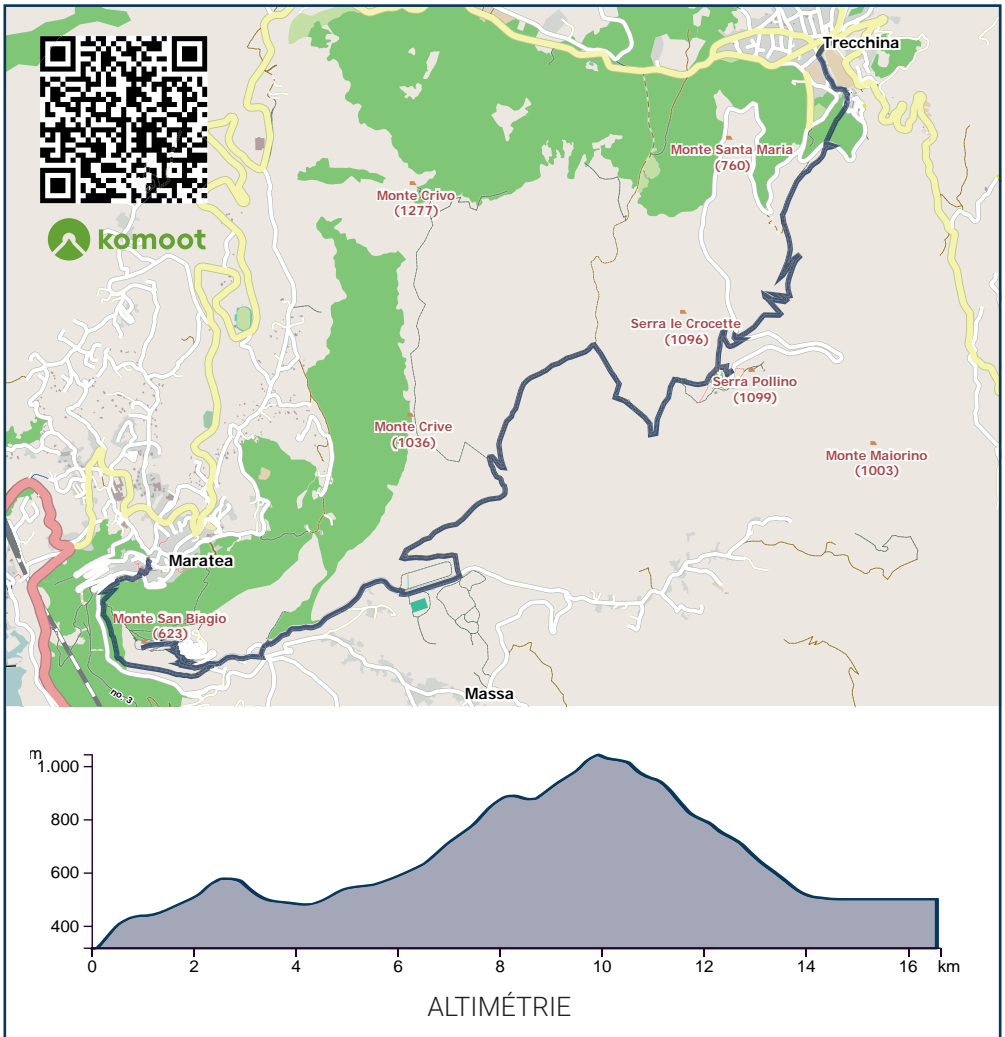 Trecchina
Monte Santa Maria
(760)
Monte Crivo
(1277)
komoot
Serra le Crocette
(1096)
Serra Pollino
(1099)
Monte Crive
(1036)
Monte Maiorino
(1003)
Maratea
Monte San Biagio
(623)
no. 3
Massa
m
1.000
800
600
400
0 2 4 6 8 10 12 14 16 km
ALTIMÉTRIE